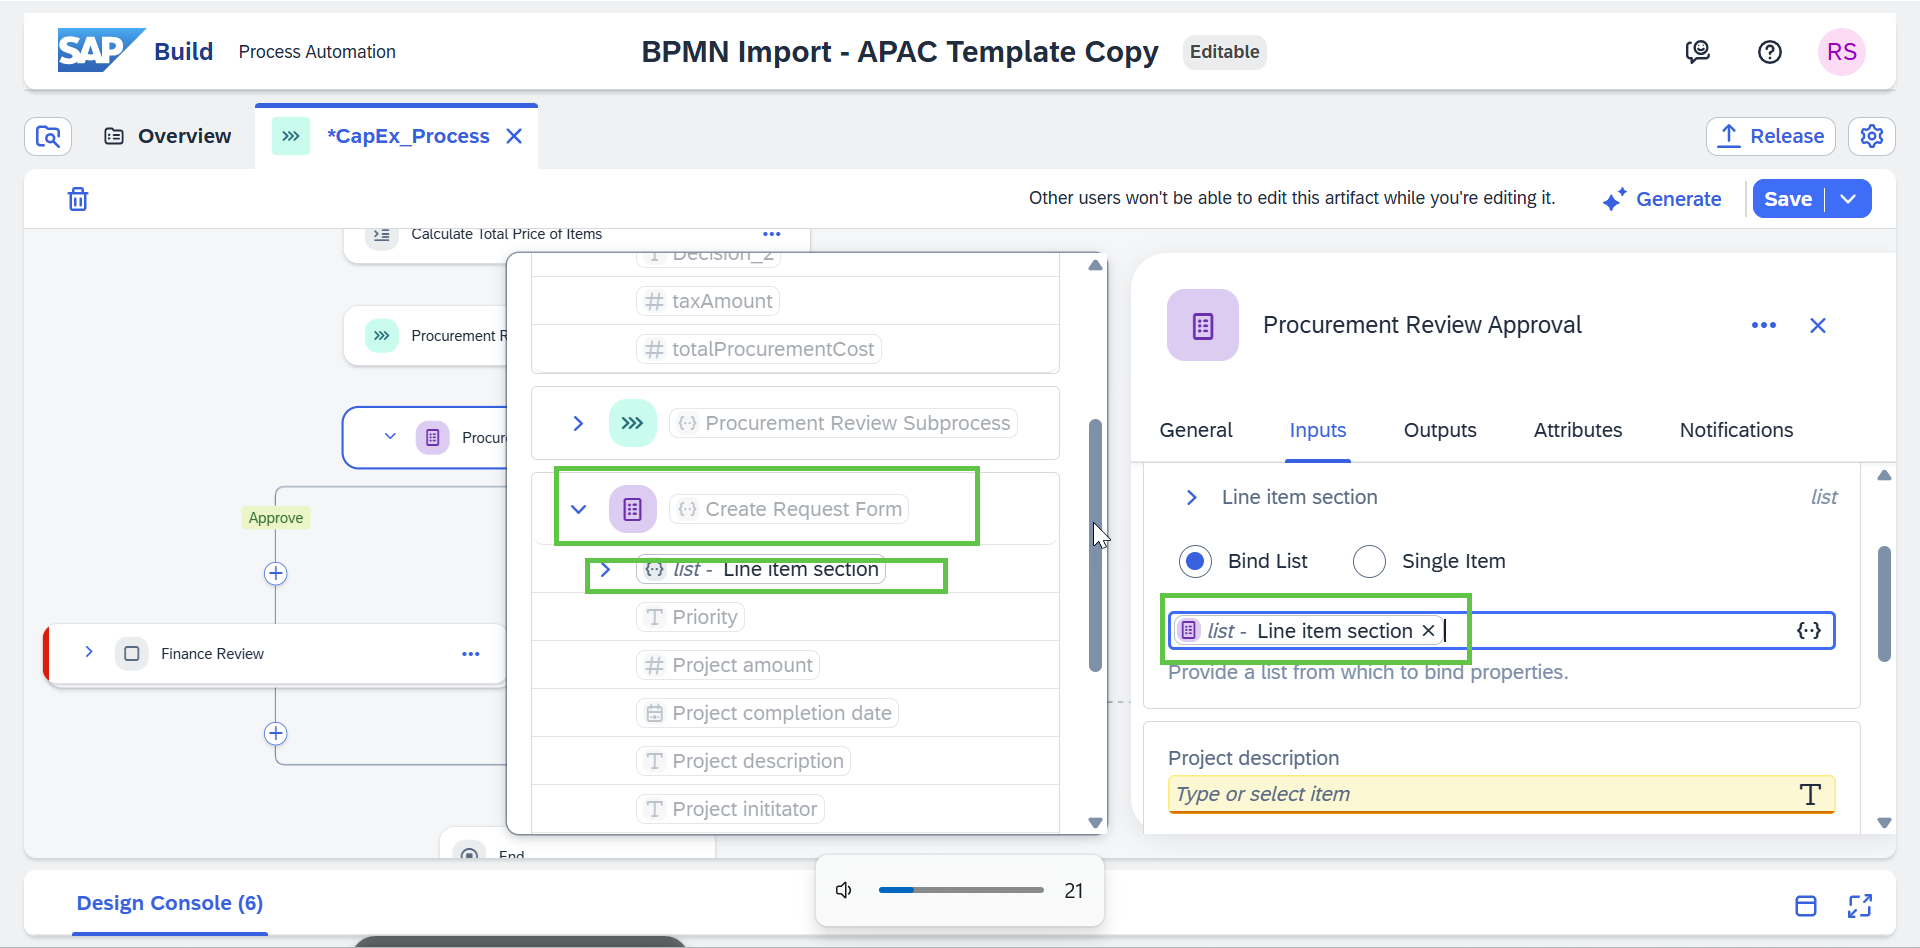 SAP Build Process Automation
BPMN Import - APAC Template Copy Editable
RS
Overview
*CapEx_Process
Release
Other users won't be able to edit this artifact while you're editing it.
Generate
Save
Calculate Total Price of Items
Procurement R
Procur
Approve
Finance Review
End
Decision_2
taxAmount
totalProcurementCost
Procurement Review Subprocess
Create Request Form
list - Line item section
Priority
Project amount
Project completion date
Project description
Project inititator
Procurement Review Approval
General Inputs Outputs Attributes Notifications
Line item section list
Bind List Single Item
list - Line item section
Provide a list from which to bind properties.
Project description
Type or select item
Design Console (6)
21